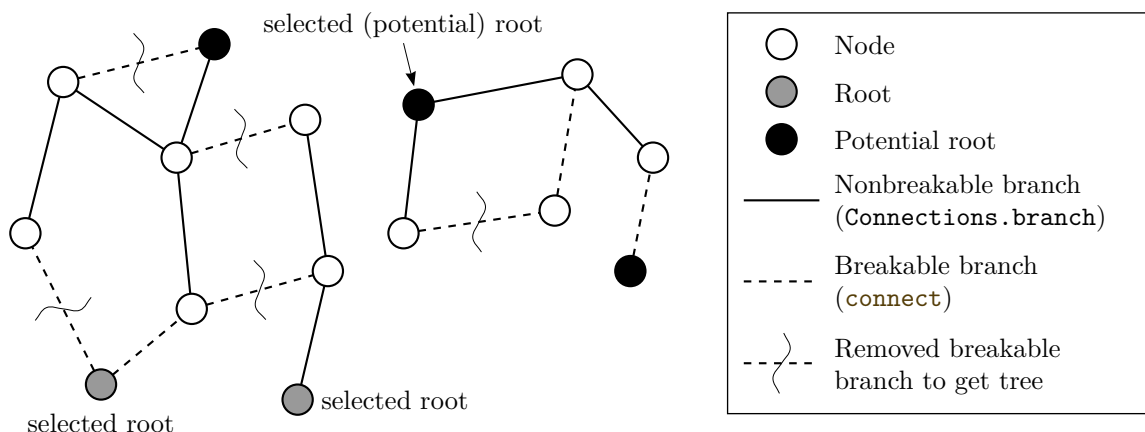 selected (potential) root
selected root
selected root
Node
Root
Potential root
Nonbreakable branch
(Connections.branch)
Breakable branch
(connect)
Removed breakable
branch to get tree